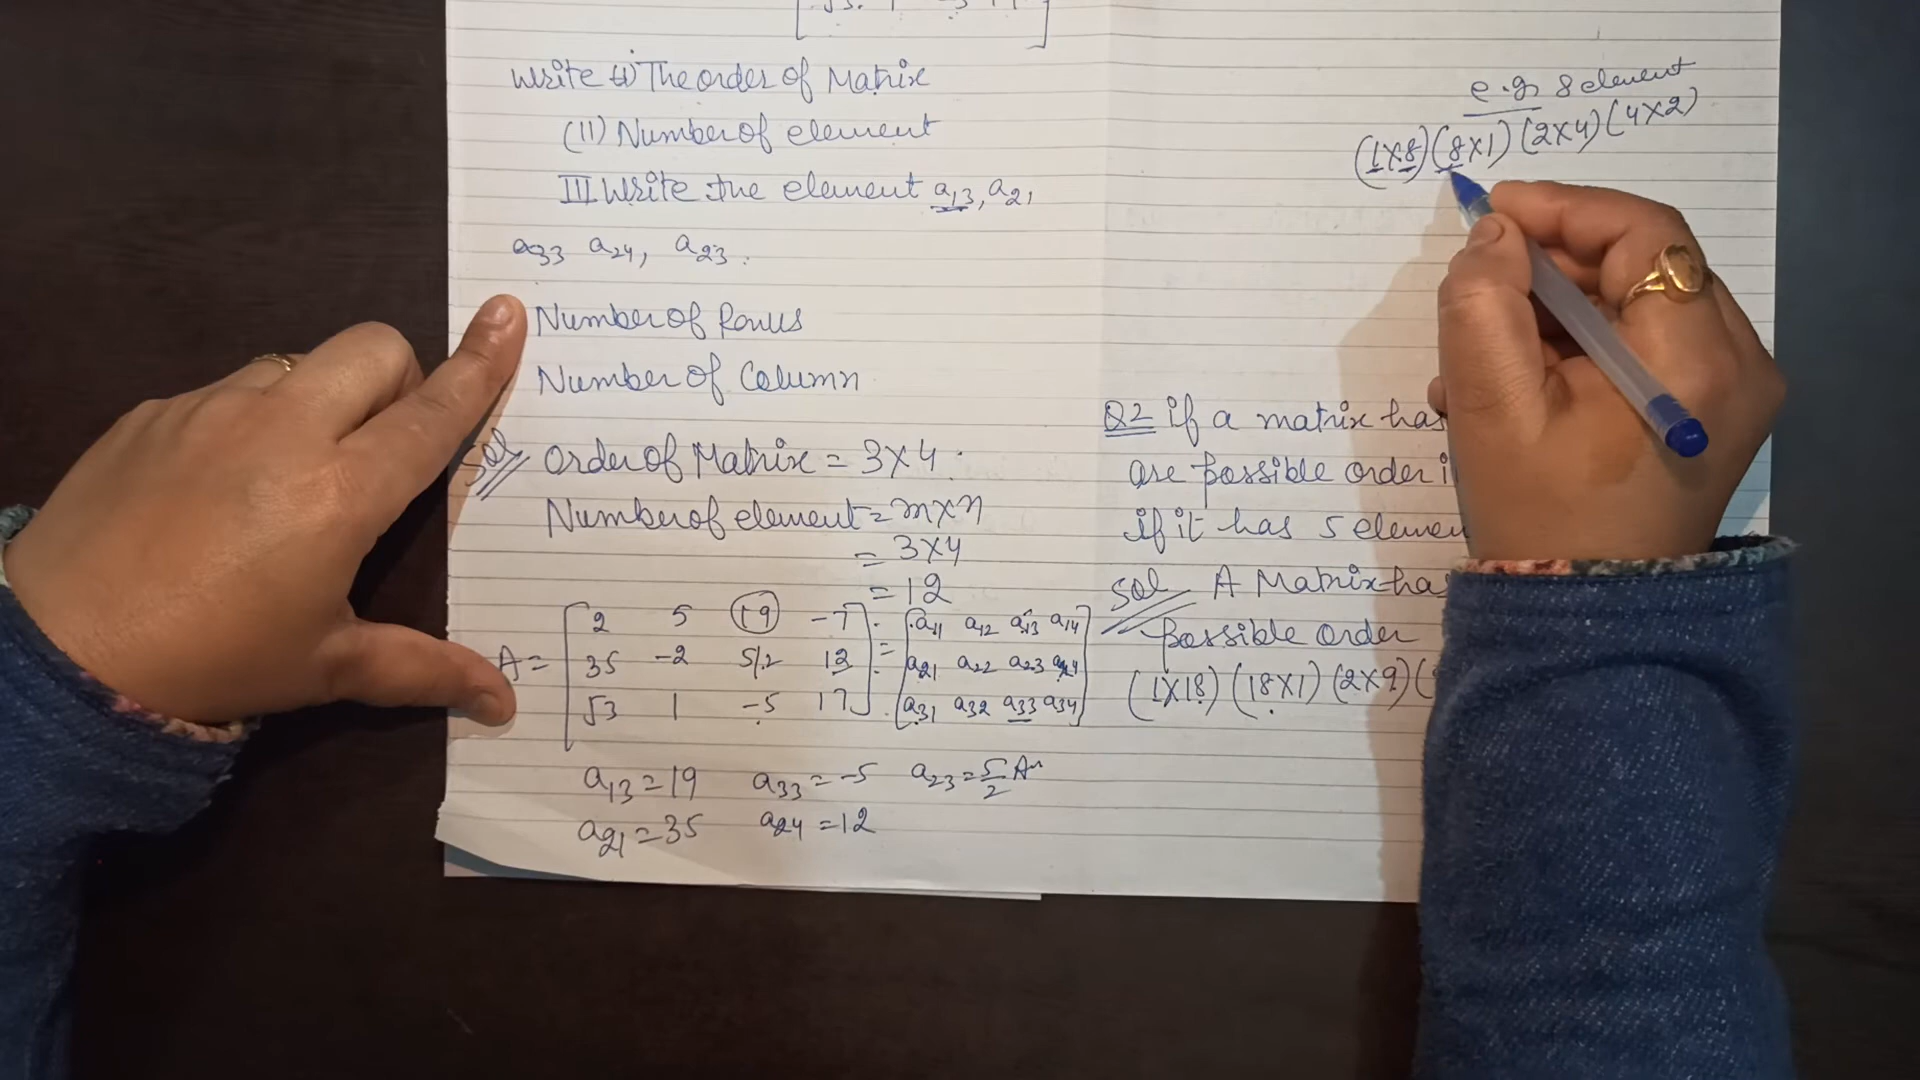 Write (i) The order of Matrix
(II) Number of element
III Write the element a13, a21
a33 a24, a23.
Number of Rows
Number of Column
Sol Order of Matrix = 3×4
Number of element = m×n
= 3×4
= 12
A = [ 2 5 19 -7 ] = [ a11 a12 a13 a14 ]
35 -2 5/2 12 a21 a22 a23 a24
√3 1 -5 17 a31 a32 a33 a34
a13 = 19 a33 = -5 a23 = 5/2 Ans
a21 = 35 a24 = 12
e.g. 8 element
(1×8) (8×1) (2×4) (4×2)
Q2 if a matrix has
are possible order
if it has 5
Sol A Matrix
possible order
(1×18) (18×1) (2×9) (